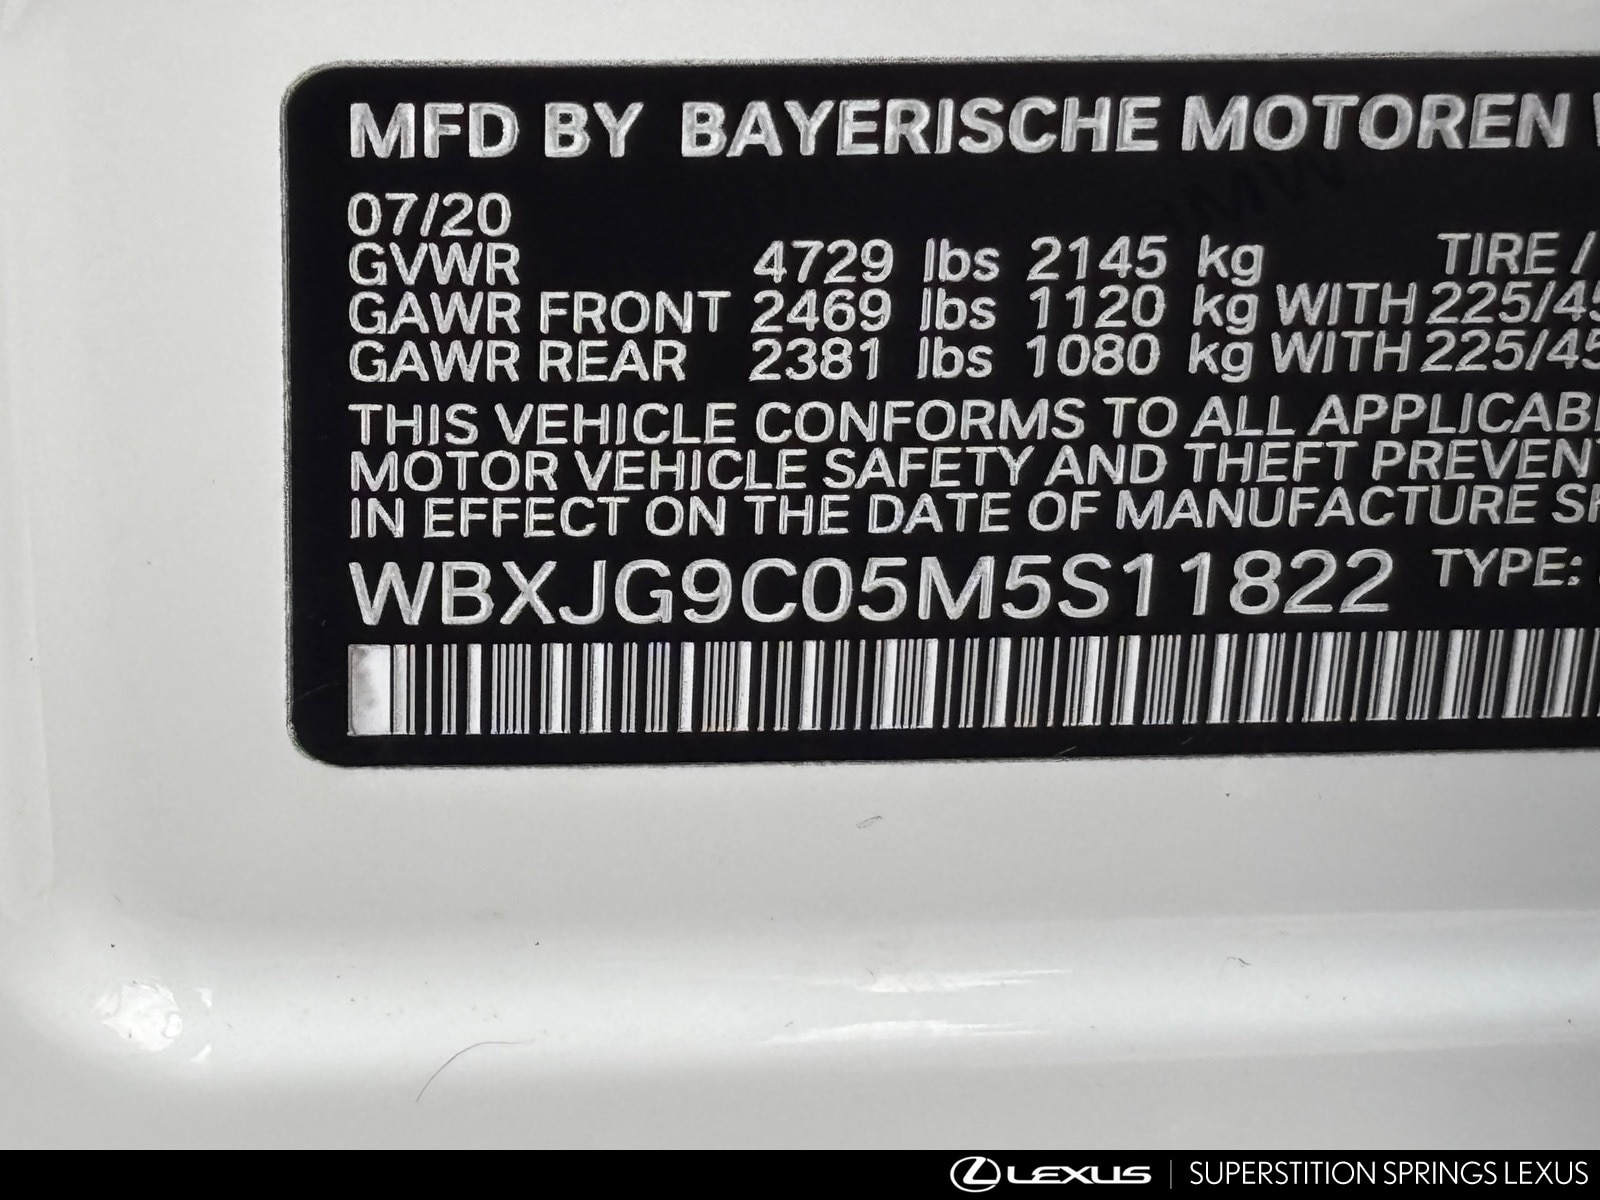 MFD BY BAYERISCHE MOTOREN
07/20
GVWR 4729 lbs 2145 kg TIRE /
GAWR FRONT 2469 lbs 1120 kg WITH 225/45
GAWR REAR 2381 lbs 1080 kg WITH 225/45
THIS VEHICLE CONFORMS TO ALL APPLICAB
MOTOR VEHICLE SAFETY AND THEFT PREVEN
IN EFFECT ON THE DATE OF MANUFACTURE
WBXJG9C05M5S11822 TYPE:
LEXUS | SUPERSTITION SPRINGS LEXUS